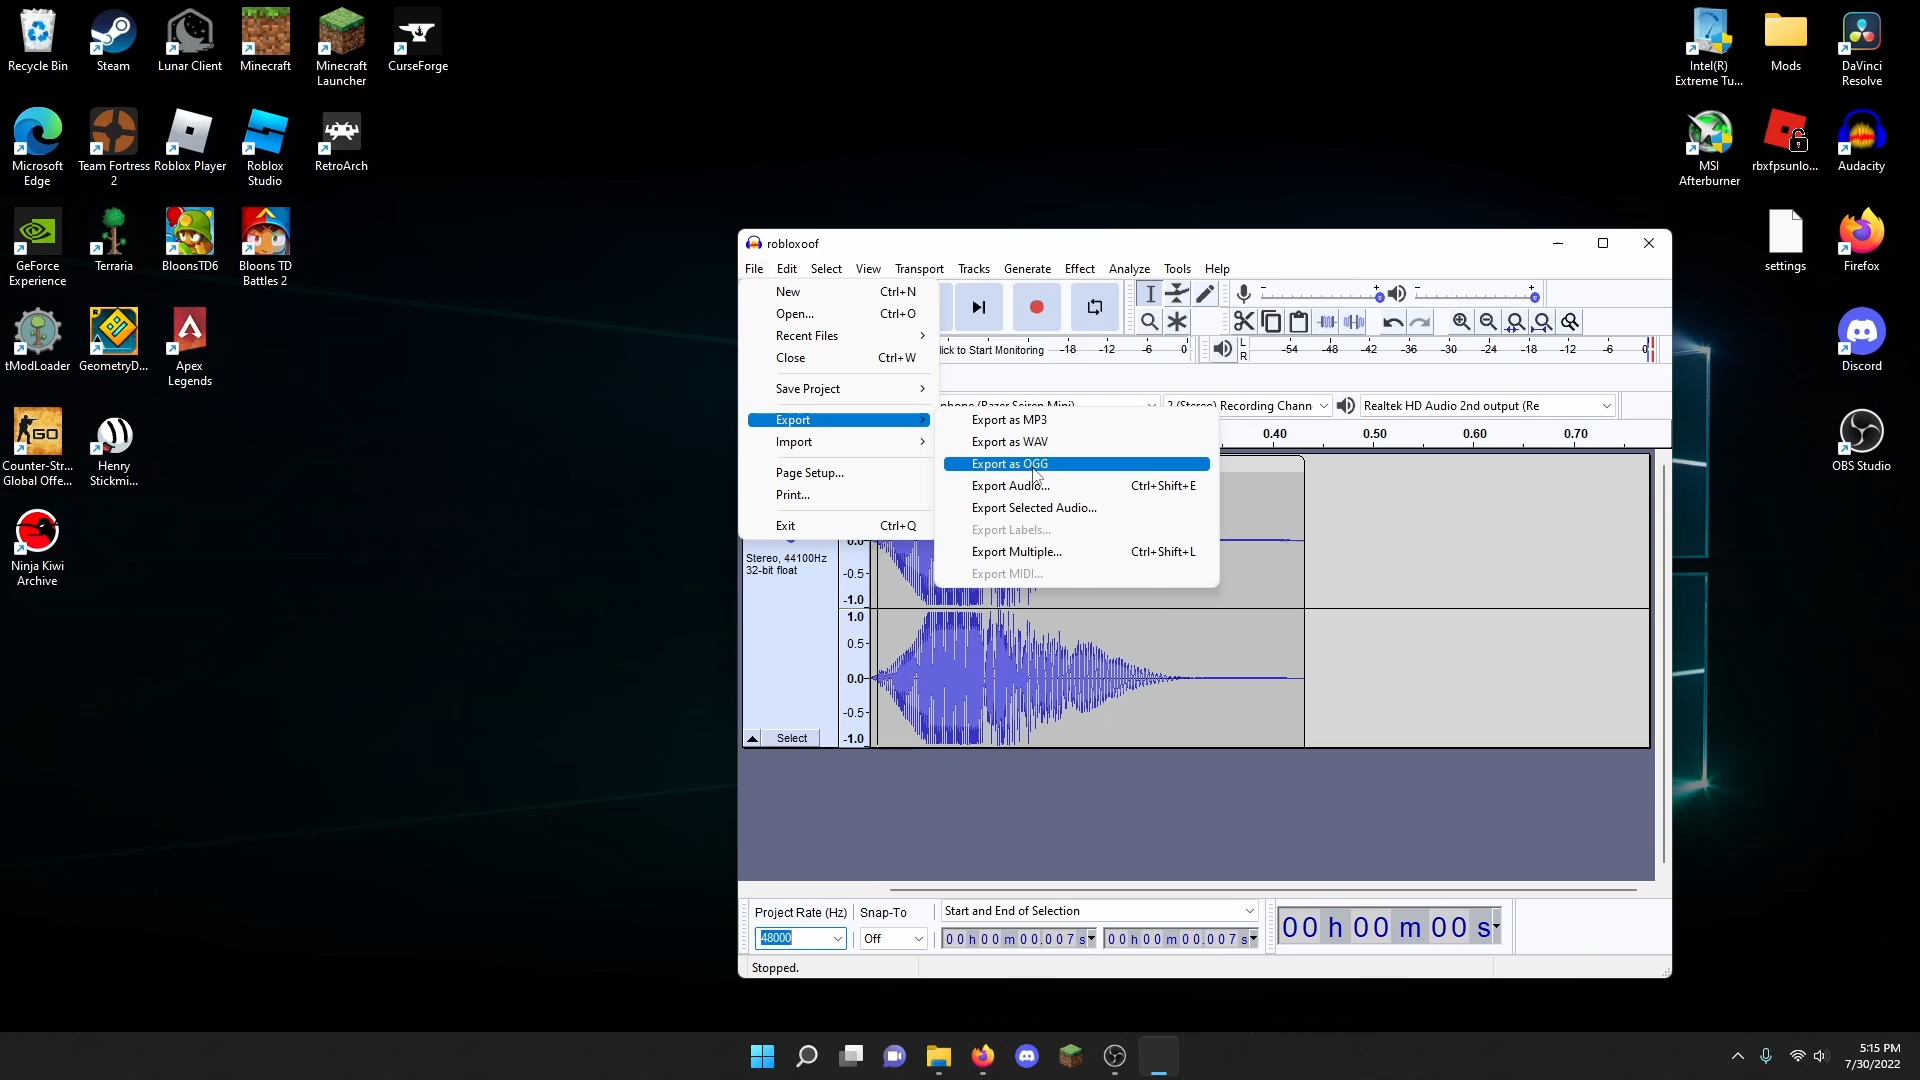 Recycle Bin
Steam
Lunar Client
Minecraft
Minecraft
Launcher
CurseForge
Microsoft
Edge
Team Fortress
2
Roblox Player
Roblox
Studio
RetroArch
GeForce
Experience
Terraria
BloonsTD6
Bloons TD
Battles 2
tModLoader
GeometryD...
Apex
Legends
GO
Counter-Str...
Global Offe...
Henry
Stickmi...
Ninja Kiwi
Archive
Intel(R)
Extreme Tu...
Mods
DaVinci
Resolve
MSI
Afterburner
rbxfpsunlo...
Audacity
settings
Firefox
Discord
OBS Studio
robloxoof
File Edit Select View Transport Tracks Generate Effect Analyze Tools Help
New Ctrl+N
Open... Ctrl+O
Recent Files
Close Ctrl+W
Save Project
Export
Import
Page Setup...
Print...
Exit Ctrl+Q
Export as MP3
Export as WAV
Export as OGG
Export Audio... Ctrl+Shift+E
Export Selected Audio...
Export Labels...
Export Multiple... Ctrl+Shift+L
Export MIDI...
lick to Start Monitoring -18 -12 -6 0
L
R
-54 -48 -42 -36 -30 -24 -18 -12 -6 0
phone (Razer Seiren Mini)
2 (Stereo) Recording Chann
Realtek HD Audio 2nd output (Re
0.40 0.50 0.60 0.70
Stereo, 44100Hz
32-bit float
0.0
-0.5
-1.0
1.0
0.5
0.0
-0.5
-1.0
Select
Project Rate (Hz)
Snap-To
Start and End of Selection
48000
Off
00 h 00 m 00.007 s
00 h 00 m 00.007 s
00 h 00 m 00 s
Stopped.
5:15 PM
7/30/2022